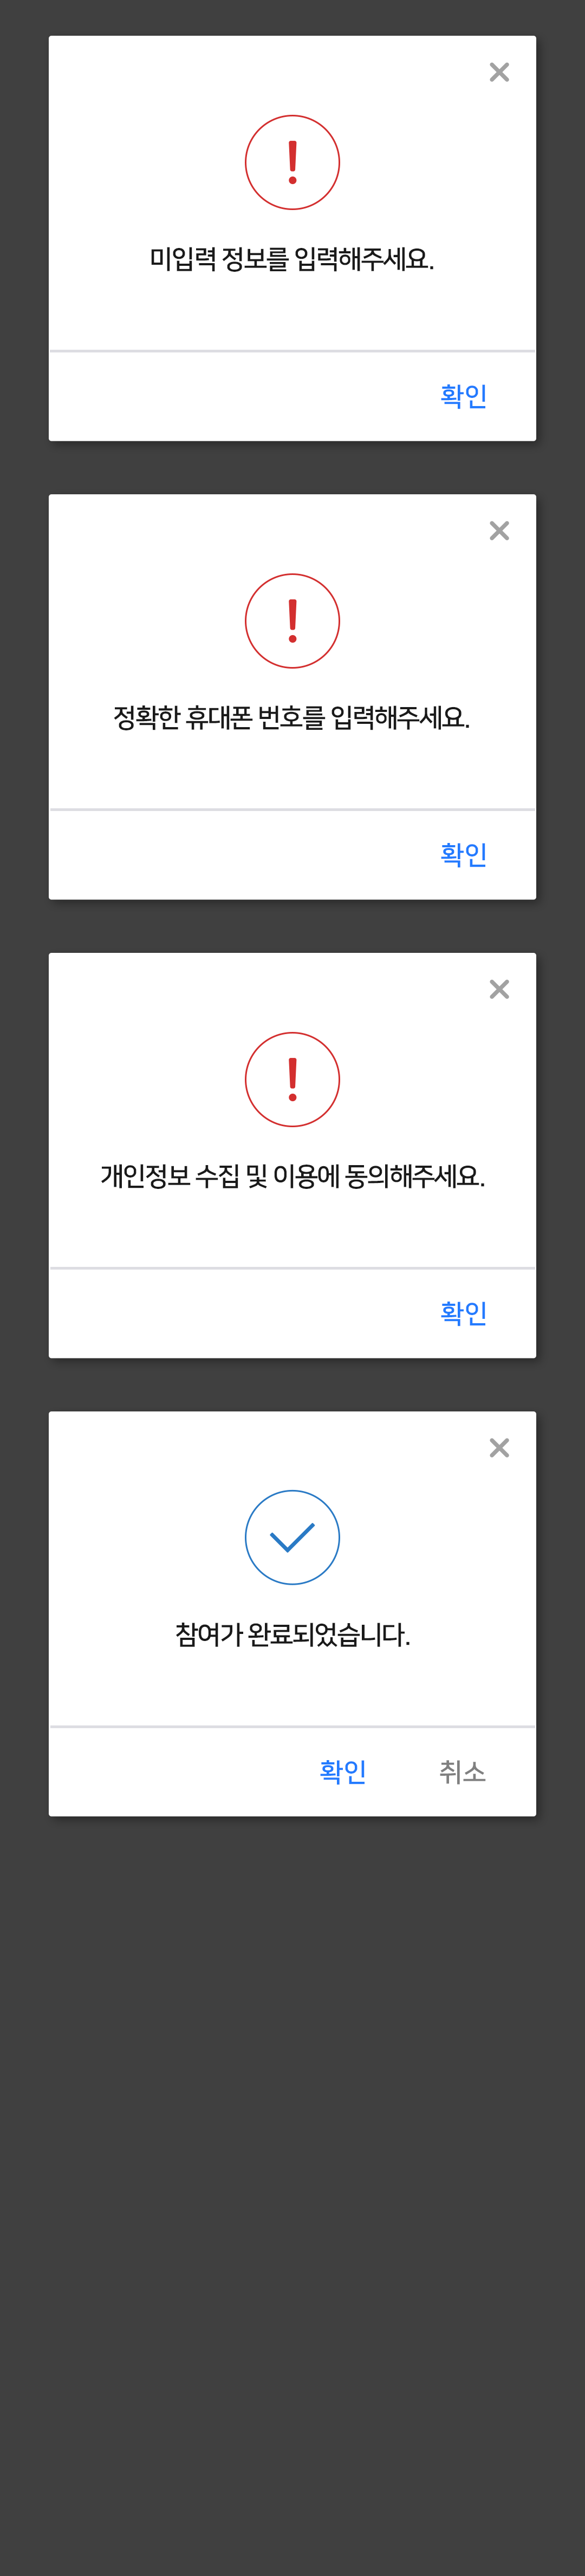 미입력 정보를 입력해주세요.
확인
정확한 휴대폰 번호를 입력해주세요.
확인
개인정보 수집 및 이용에 동의해주세요.
확인
참여가 완료되었습니다.
확인 취소